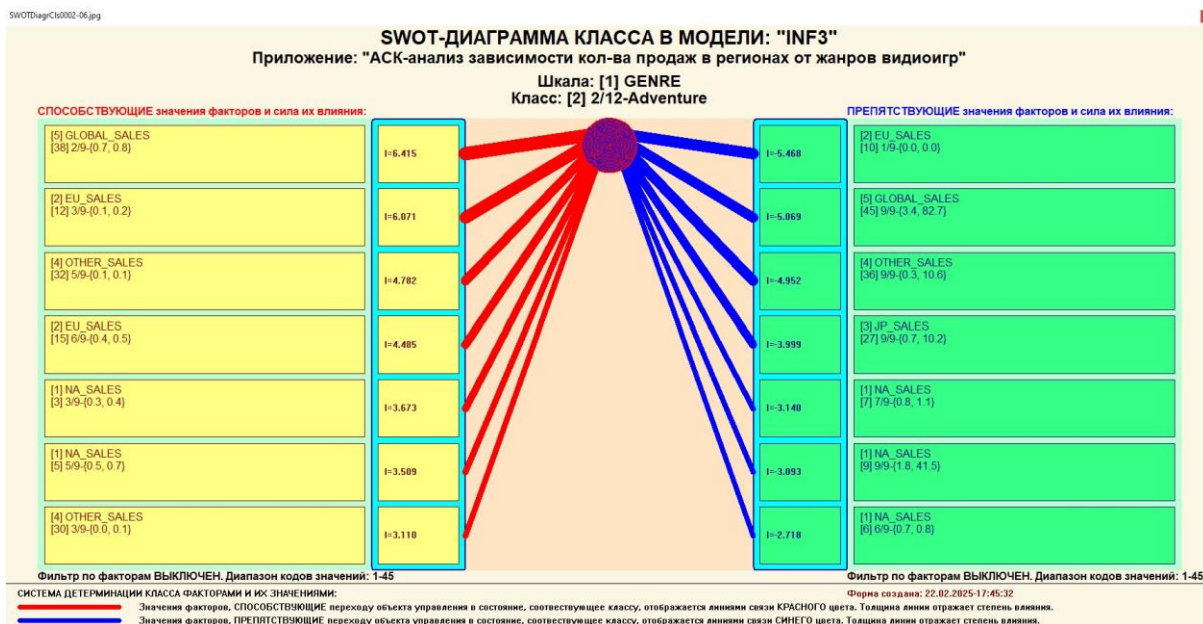 SWOTDiagrCls0002-06.jpg
SWOT-ДИАГРАММА КЛАССА В МОДЕЛИ: "INF3"
Приложение: "АСК-анализ зависимости кол-ва продаж в регионах от жанров видиоигр"
Шкала: [1] GENRE
Класс: [2] 2/12-Adventure
СПОСОБСТВУЮЩИЕ значения факторов и сила их влияния:
[5] GLOBAL_SALES
[38] 2/9-{0.7, 0.8}
I=6.415
[2] EU_SALES
[12] 3/9-{0.1, 0.2}
I=6.071
[4] OTHER_SALES
[32] 5/9-{0.1, 0.1}
I=4.782
[2] EU_SALES
[15] 6/9-{0.4, 0.5}
I=4.485
[1] NA_SALES
[3] 3/9-{0.3, 0.4}
I=3.673
[1] NA_SALES
[5] 5/9-{0.5, 0.7}
I=3.509
[4] OTHER_SALES
[30] 3/9-{0.0, 0.1}
I=3.110
Фильтр по факторам ВЫКЛЮЧЕН. Диапазон кодов значений: 1-45
ПРЕПЯТСТВУЮЩИЕ значения факторов и сила их влияния:
I=-5.468
[2] EU_SALES
[10] 1/9-{0.0, 0.0}
I=-5.069
[5] GLOBAL_SALES
[45] 9/9-{3.4, 82.7}
I=-4.952
[4] OTHER_SALES
[36] 9/9-{0.3, 10.6}
I=-3.999
[3] JP_SALES
[27] 9/9-{0.7, 10.2}
I=-3.140
[1] NA_SALES
[7] 7/9-{0.8, 1.1}
I=-3.093
[1] NA_SALES
[9] 9/9-{1.8, 41.5}
I=-2.718
[1] NA_SALES
[6] 6/9-{0.7, 0.8}
Фильтр по факторам ВЫКЛЮЧЕН. Диапазон кодов значений: 1-45
СИСТЕМА ДЕТЕРМИНАЦИИ КЛАССА ФАКТОРАМИ И ИХ ЗНАЧЕНИЯМИ:
Форма создана: 22.02.2025-17:45:32
Значения факторов, СПОСОБСТВУЮЩИЕ переходу объекта управления в состояние, соответствующее классу, отображается линиями связи КРАСНОГО цвета. Толщина линии отражает степень влияния.
Значения факторов, ПРЕПЯТСТВУЮЩИЕ переходу объекта управления в состояние, соответствующее классу, отображается линиями связи СИНЕГО цвета. Толщина линии отражает степень влияния.